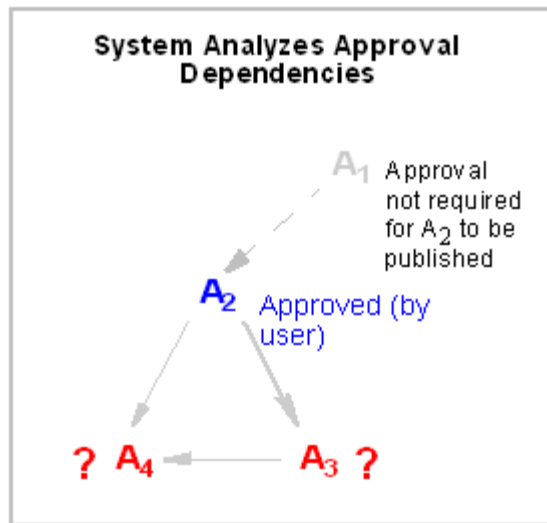 System Analyzes Approval
Dependencies
A1 Approval
not required
for A2 to be
published
A2 Approved (by
user)
? A4 A3 ?